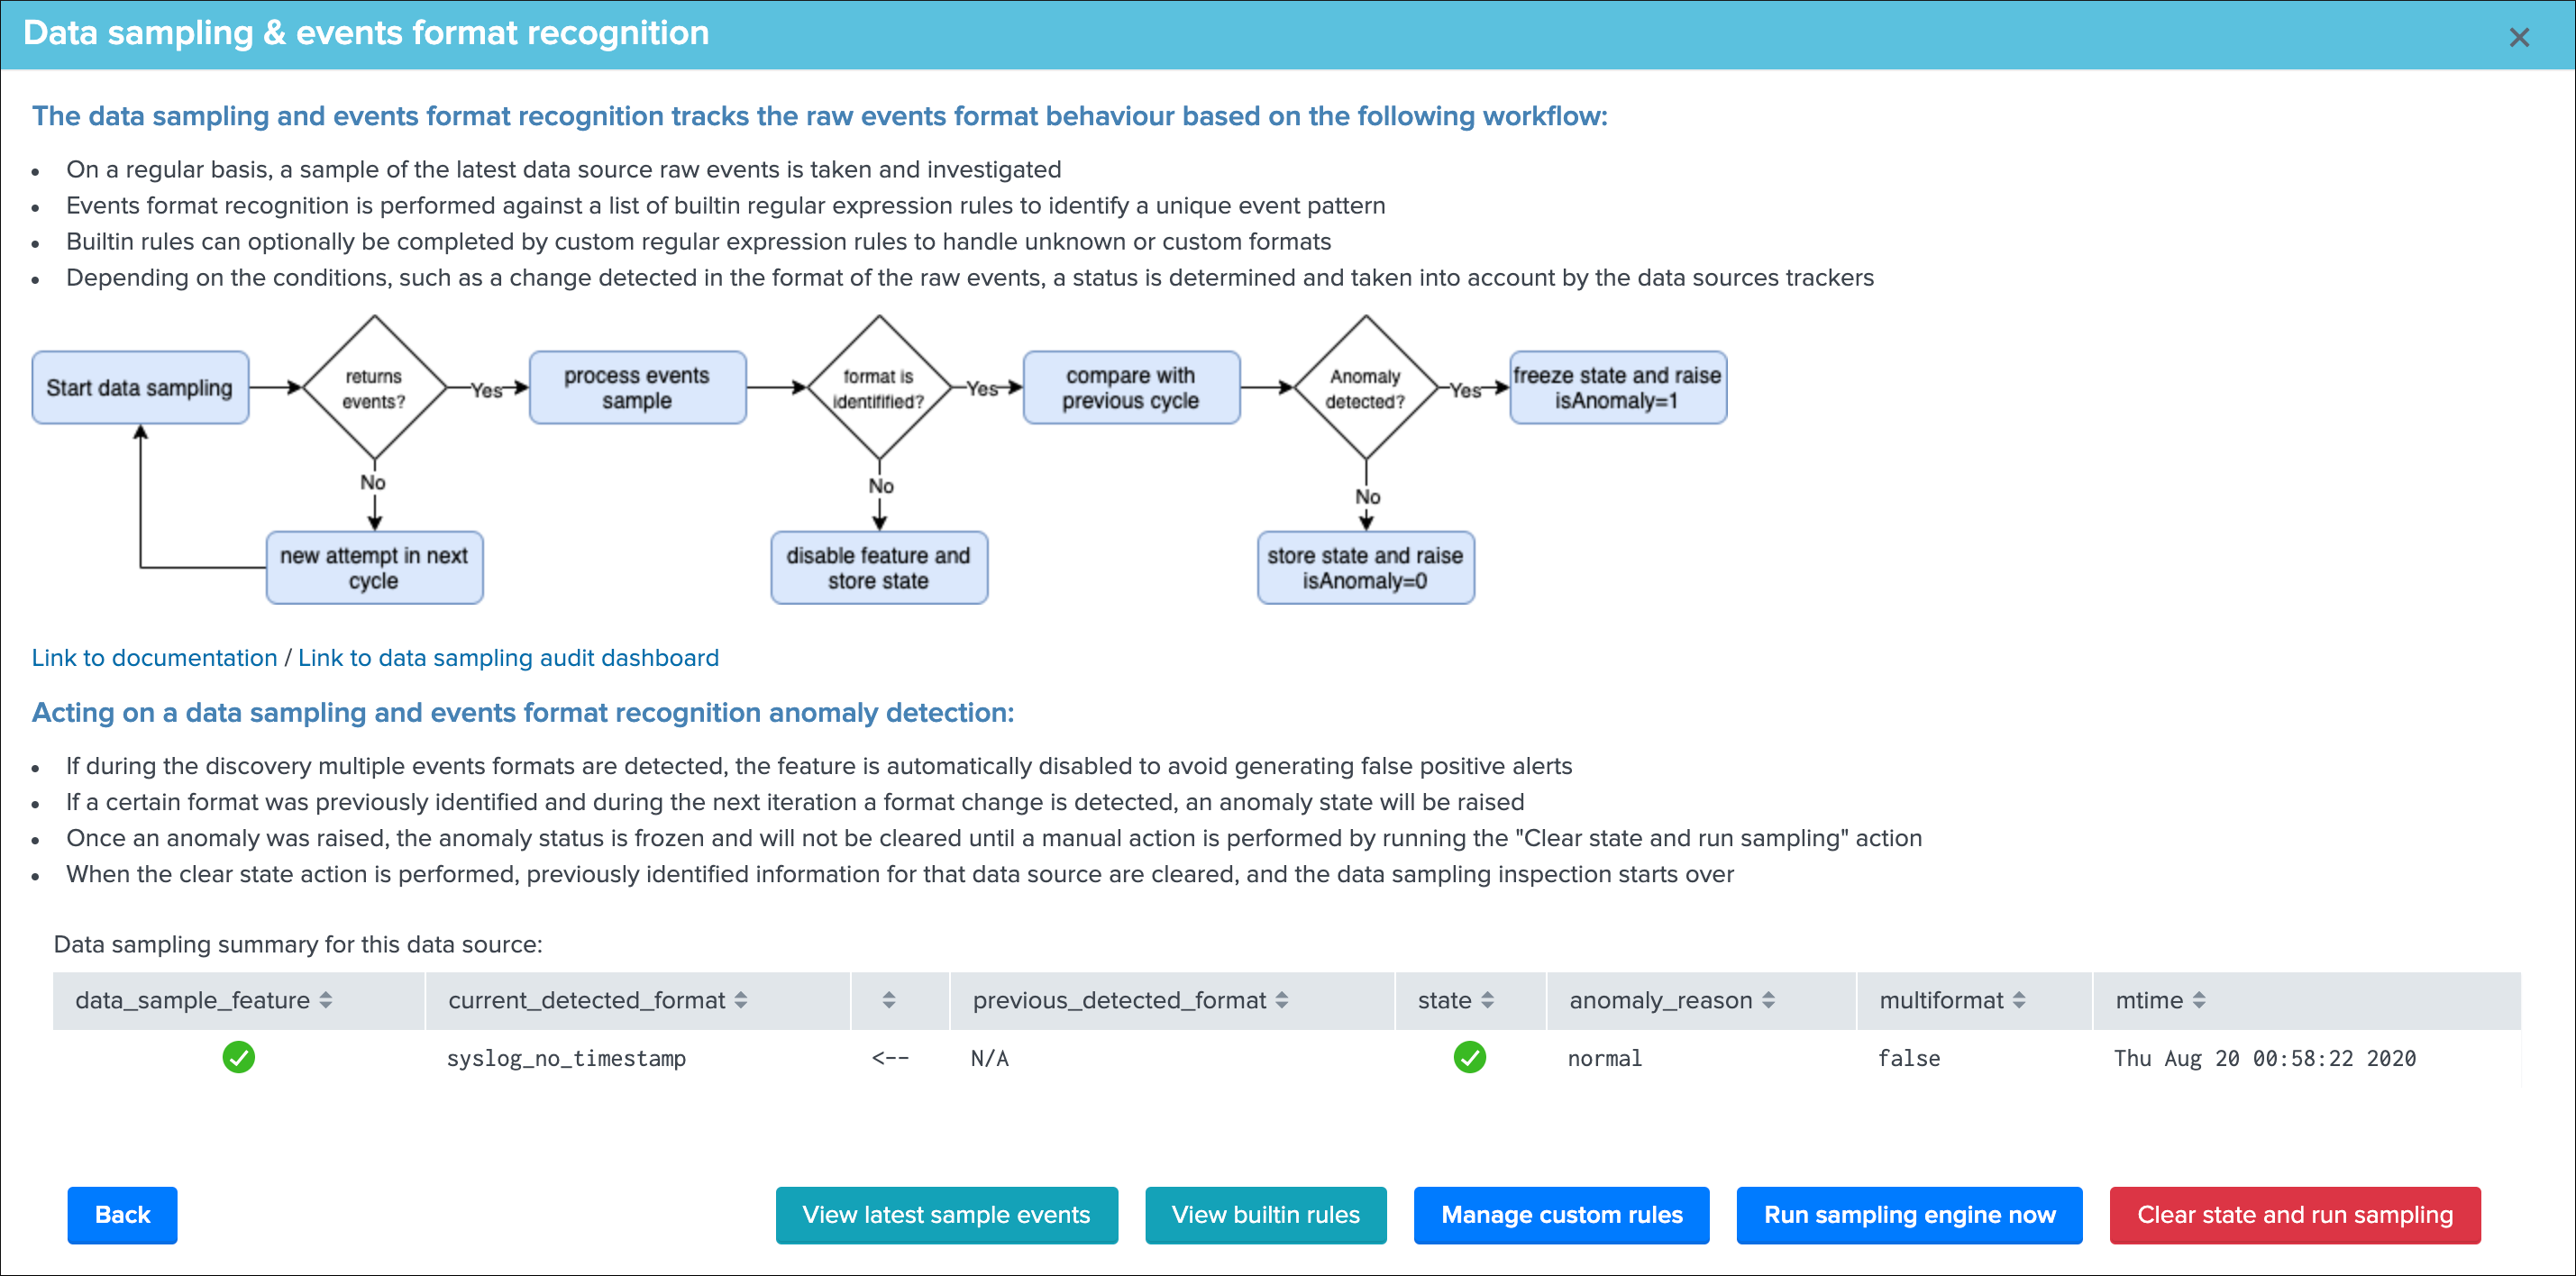 Data sampling & events format recognition
The data sampling and events format recognition tracks the raw events format behaviour based on the following workflow:
On a regular basis, a sample of the latest data source raw events is taken and investigated
Events format recognition is performed against a list of builtin regular expression rules to identify a unique event pattern
Builtin rules can optionally be completed by custom regular expression rules to handle unknown or custom formats
Depending on the conditions, such as a change detected in the format of the raw events, a status is determined and taken into account by the data sources trackers
Start data sampling
returns
events?
Yes
process events
sample
format is
identitified?
Yes
compare with
previous cycle
Anomaly
detected?
Yes
freeze state and raise
isAnomaly=1
No
No
No
new attempt in next
cycle
disable feature and
store state
store state and raise
isAnomaly=0
Link to documentation / Link to data sampling audit dashboard
Acting on a data sampling and events format recognition anomaly detection:
If during the discovery multiple events formats are detected, the feature is automatically disabled to avoid generating false positive alerts
If a certain format was previously identified and during the next iteration a format change is detected, an anomaly state will be raised
Once an anomaly was raised, the anomaly status is frozen and will not be cleared until a manual action is performed by running the "Clear state and run sampling" action
When the clear state action is performed, previously identified information for that data source are cleared, and the data sampling inspection starts over
Data sampling summary for this data source:
data_sample_feature current_detected_format previous_detected_format state anomaly_reason multiformat mtime
syslog_no_timestamp <-- N/A normal false Thu Aug 20 00:58:22 2020
Back View latest sample events View builtin rules Manage custom rules Run sampling engine now Clear state and run sampling